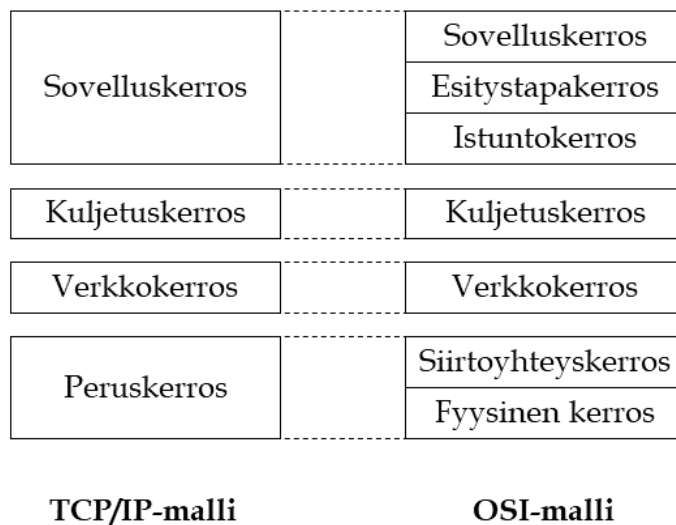 Sovelluskerros
Kuljetuskerros
Verkkokerros
Peruskerros
TCP/IP-malli
Sovelluskerros
Esitystapakerros
Istuntokerros
Kuljetuskerros
Verkkokerros
Siirtoyhteyskerros
Fyysinen kerros
OSI-malli